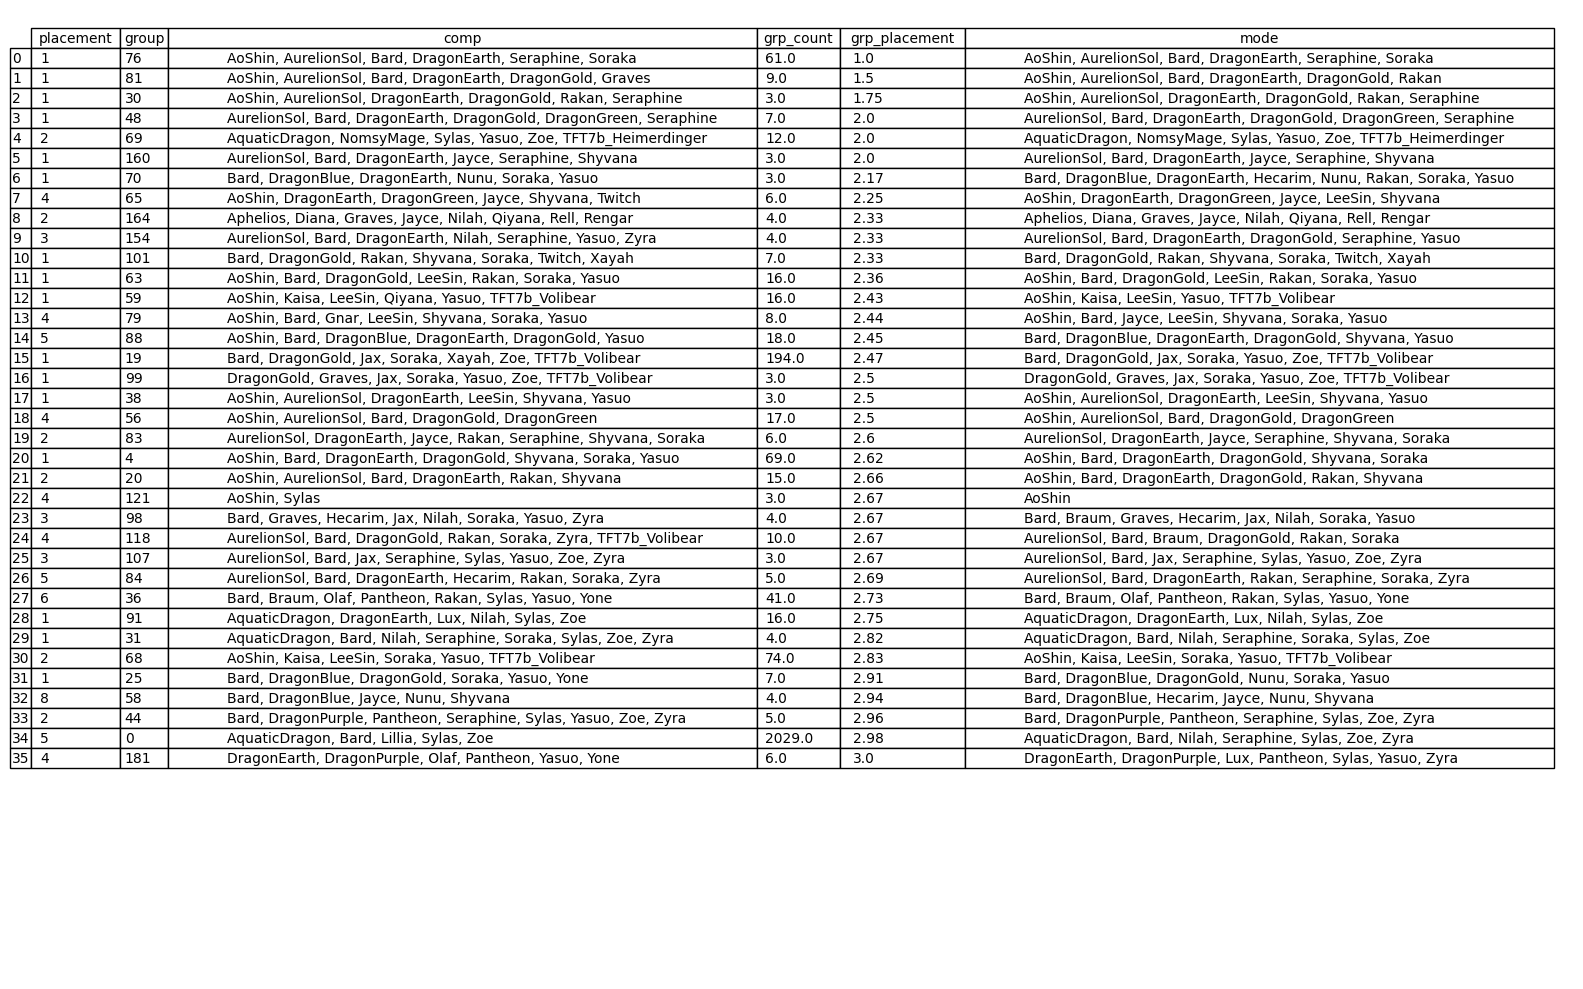 placement group comp grp_count grp_placement mode
0 1 76 AoShin, AurelionSol, Bard, DragonEarth, Seraphine, Soraka 61.0 1.0 AoShin, AurelionSol, Bard, DragonEarth, Seraphine, Soraka
1 1 81 AoShin, AurelionSol, Bard, DragonEarth, DragonGold, Graves 9.0 1.5 AoShin, AurelionSol, Bard, DragonEarth, DragonGold, Rakan
2 1 30 AoShin, AurelionSol, DragonEarth, DragonGold, Rakan, Seraphine 3.0 1.75 AoShin, AurelionSol, DragonEarth, DragonGold, Rakan, Seraphine
3 1 48 AurelionSol, Bard, DragonEarth, DragonGold, DragonGreen, Seraphine 7.0 2.0 AurelionSol, Bard, DragonEarth, DragonGold, DragonGreen, Seraphine
4 2 69 AquaticDragon, NomsyMage, Sylas, Yasuo, Zoe, TFT7b_Heimerdinger 12.0 2.0 AquaticDragon, NomsyMage, Sylas, Yasuo, Zoe, TFT7b_Heimerdinger
5 1 160 AurelionSol, Bard, DragonEarth, Jayce, Seraphine, Shyvana 3.0 2.0 AurelionSol, Bard, DragonEarth, Jayce, Seraphine, Shyvana
6 1 70 Bard, DragonBlue, DragonEarth, Nunu, Soraka, Yasuo 3.0 2.17 Bard, DragonBlue, DragonEarth, Hecarim, Nunu, Rakan, Soraka, Yasuo
7 4 65 AoShin, DragonEarth, DragonGreen, Jayce, Shyvana, Twitch 6.0 2.25 AoShin, DragonEarth, DragonGreen, Jayce, LeeSin, Shyvana
8 2 164 Aphelios, Diana, Graves, Jayce, Nilah, Qiyana, Rell, Rengar 4.0 2.33 Aphelios, Diana, Graves, Jayce, Nilah, Qiyana, Rell, Rengar
9 3 154 AurelionSol, Bard, DragonEarth, Nilah, Seraphine, Yasuo, Zyra 4.0 2.33 AurelionSol, Bard, DragonEarth, DragonGold, Seraphine, Yasuo
10 1 101 Bard, DragonGold, Rakan, Shyvana, Soraka, Twitch, Xayah 7.0 2.33 Bard, DragonGold, Rakan, Shyvana, Soraka, Twitch, Xayah
11 1 63 AoShin, Bard, DragonGold, LeeSin, Rakan, Soraka, Yasuo 16.0 2.36 AoShin, Bard, DragonGold, LeeSin, Rakan, Soraka, Yasuo
12 1 59 AoShin, Kaisa, LeeSin, Qiyana, Yasuo, TFT7b_Volibear 16.0 2.43 AoShin, Kaisa, LeeSin, Yasuo, TFT7b_Volibear
13 4 79 AoShin, Bard, Gnar, LeeSin, Shyvana, Soraka, Yasuo 8.0 2.44 AoShin, Bard, Jayce, LeeSin, Shyvana, Soraka, Yasuo
14 5 88 AoShin, Bard, DragonBlue, DragonEarth, DragonGold, Yasuo 18.0 2.45 Bard, DragonBlue, DragonEarth, DragonGold, Shyvana, Yasuo
15 1 19 Bard, DragonGold, Jax, Soraka, Xayah, Zoe, TFT7b_Volibear 194.0 2.47 Bard, DragonGold, Jax, Soraka, Yasuo, Zoe, TFT7b_Volibear
16 1 99 DragonGold, Graves, Jax, Soraka, Yasuo, Zoe, TFT7b_Volibear 3.0 2.5 DragonGold, Graves, Jax, Soraka, Yasuo, Zoe, TFT7b_Volibear
17 1 38 AoShin, AurelionSol, DragonEarth, LeeSin, Shyvana, Yasuo 3.0 2.5 AoShin, AurelionSol, DragonEarth, LeeSin, Shyvana, Yasuo
18 4 56 AoShin, AurelionSol, Bard, DragonGold, DragonGreen 17.0 2.5 AoShin, AurelionSol, Bard, DragonGold, DragonGreen
19 2 83 AurelionSol, DragonEarth, Jayce, Rakan, Seraphine, Shyvana, Soraka 6.0 2.6 AurelionSol, DragonEarth, Jayce, Seraphine, Shyvana, Soraka
20 1 4 AoShin, Bard, DragonEarth, DragonGold, Shyvana, Soraka, Yasuo 69.0 2.62 AoShin, Bard, DragonEarth, DragonGold, Shyvana, Soraka
21 2 20 AoShin, AurelionSol, Bard, DragonEarth, Rakan, Shyvana 15.0 2.66 AoShin, Bard, DragonEarth, DragonGold, Rakan, Shyvana
22 4 121 AoShin, Sylas 3.0 2.67 AoShin
23 3 98 Bard, Graves, Hecarim, Jax, Nilah, Soraka, Yasuo, Zyra 4.0 2.67 Bard, Braum, Graves, Hecarim, Jax, Nilah, Soraka, Yasuo
24 4 118 AurelionSol, Bard, DragonGold, Rakan, Soraka, Zyra, TFT7b_Volibear 10.0 2.67 AurelionSol, Bard, Braum, DragonGold, Rakan, Soraka
25 3 107 AurelionSol, Bard, Jax, Seraphine, Sylas, Yasuo, Zoe, Zyra 3.0 2.67 AurelionSol, Bard, Jax, Seraphine, Sylas, Yasuo, Zoe, Zyra
26 5 84 AurelionSol, Bard, DragonEarth, Hecarim, Rakan, Soraka, Zyra 5.0 2.69 AurelionSol, Bard, DragonEarth, Rakan, Seraphine, Soraka, Zyra
27 6 36 Bard, Braum, Olaf, Pantheon, Rakan, Sylas, Yasuo, Yone 41.0 2.73 Bard, Braum, Olaf, Pantheon, Rakan, Sylas, Yasuo, Yone
28 1 91 AquaticDragon, DragonEarth, Lux, Nilah, Sylas, Zoe 16.0 2.75 AquaticDragon, DragonEarth, Lux, Nilah, Sylas, Zoe
29 1 31 AquaticDragon, Bard, Nilah, Seraphine, Soraka, Sylas, Zoe, Zyra 4.0 2.82 AquaticDragon, Bard, Nilah, Seraphine, Soraka, Sylas, Zoe
30 2 68 AoShin, Kaisa, LeeSin, Soraka, Yasuo, TFT7b_Volibear 74.0 2.83 AoShin, Kaisa, LeeSin, Soraka, Yasuo, TFT7b_Volibear
31 1 25 Bard, DragonBlue, DragonGold, Soraka, Yasuo, Yone 7.0 2.91 Bard, DragonBlue, DragonGold, Nunu, Soraka, Yasuo
32 8 58 Bard, DragonBlue, Jayce, Nunu, Shyvana 4.0 2.94 Bard, DragonBlue, Hecarim, Jayce, Nunu, Shyvana
33 2 44 Bard, DragonPurple, Pantheon, Seraphine, Sylas, Yasuo, Zoe, Zyra 5.0 2.96 Bard, DragonPurple, Pantheon, Seraphine, Sylas, Zoe, Zyra
34 5 0 AquaticDragon, Bard, Lillia, Sylas, Zoe 2029.0 2.98 AquaticDragon, Bard, Nilah, Seraphine, Sylas, Zoe, Zyra
35 4 181 DragonEarth, DragonPurple, Olaf, Pantheon, Yasuo, Yone 6.0 3.0 DragonEarth, DragonPurple, Lux, Pantheon, Sylas, Yasuo, Zyra